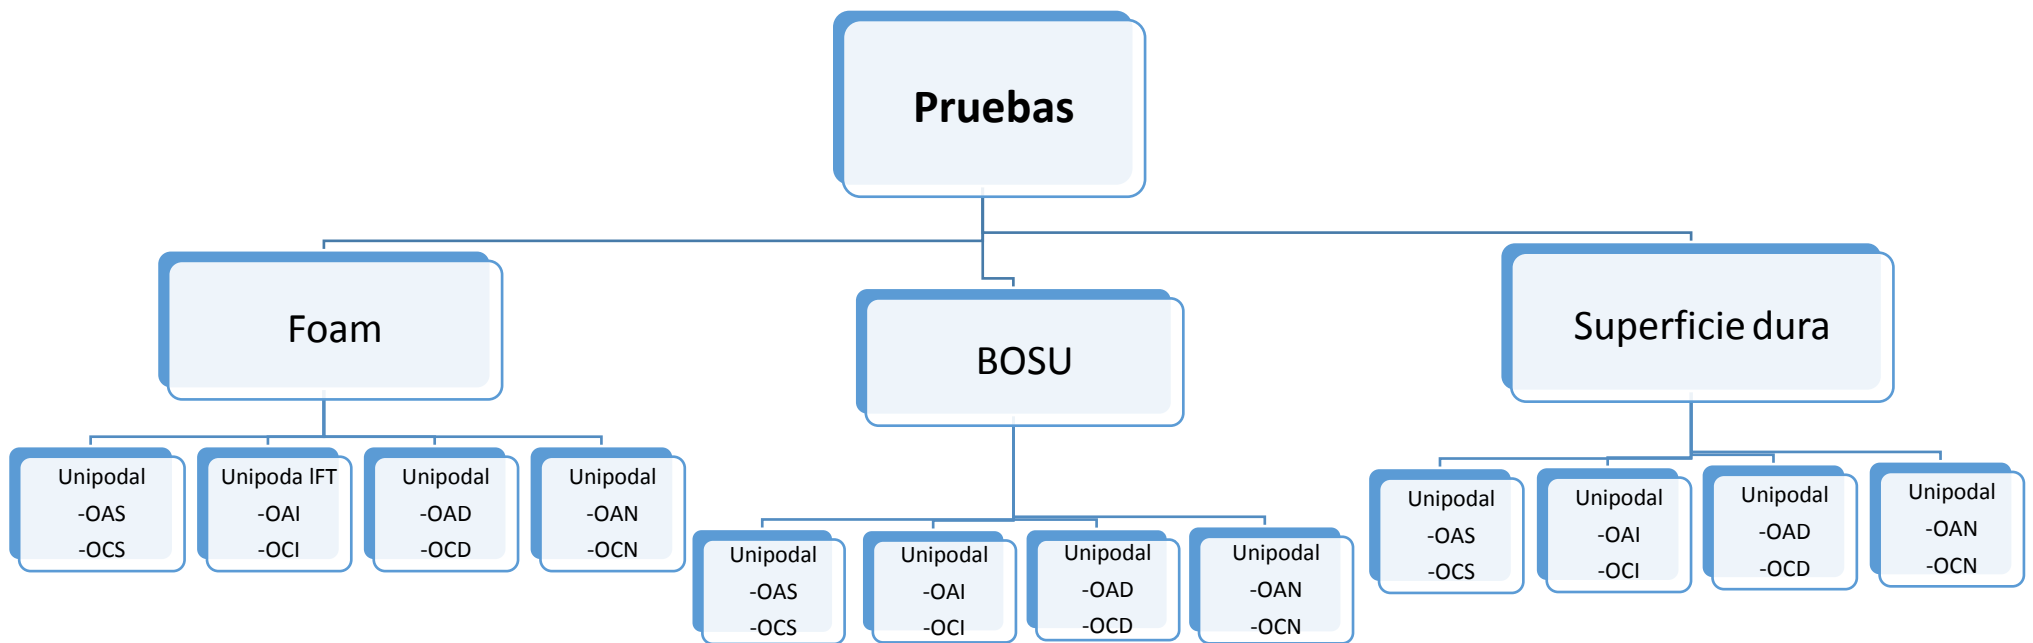 Pruebas
Foam
BOSU
Superficie dura
Unipodal
-OAS
-OCS
Unipoda lFT
-OAI
-OCI
Unipodal
-OAD
-OCD
Unipodal
-OAN
-OCN
Unipodal
-OAS
-OCS
Unipodal
-OAI
-OCI
Unipodal
-OAD
-OCD
Unipodal
-OAN
-OCN
Unipodal
-OAS
-OCS
Unipodal
-OAI
-OCI
Unipodal
-OAD
-OCD
Unipodal
-OAN
-OCN